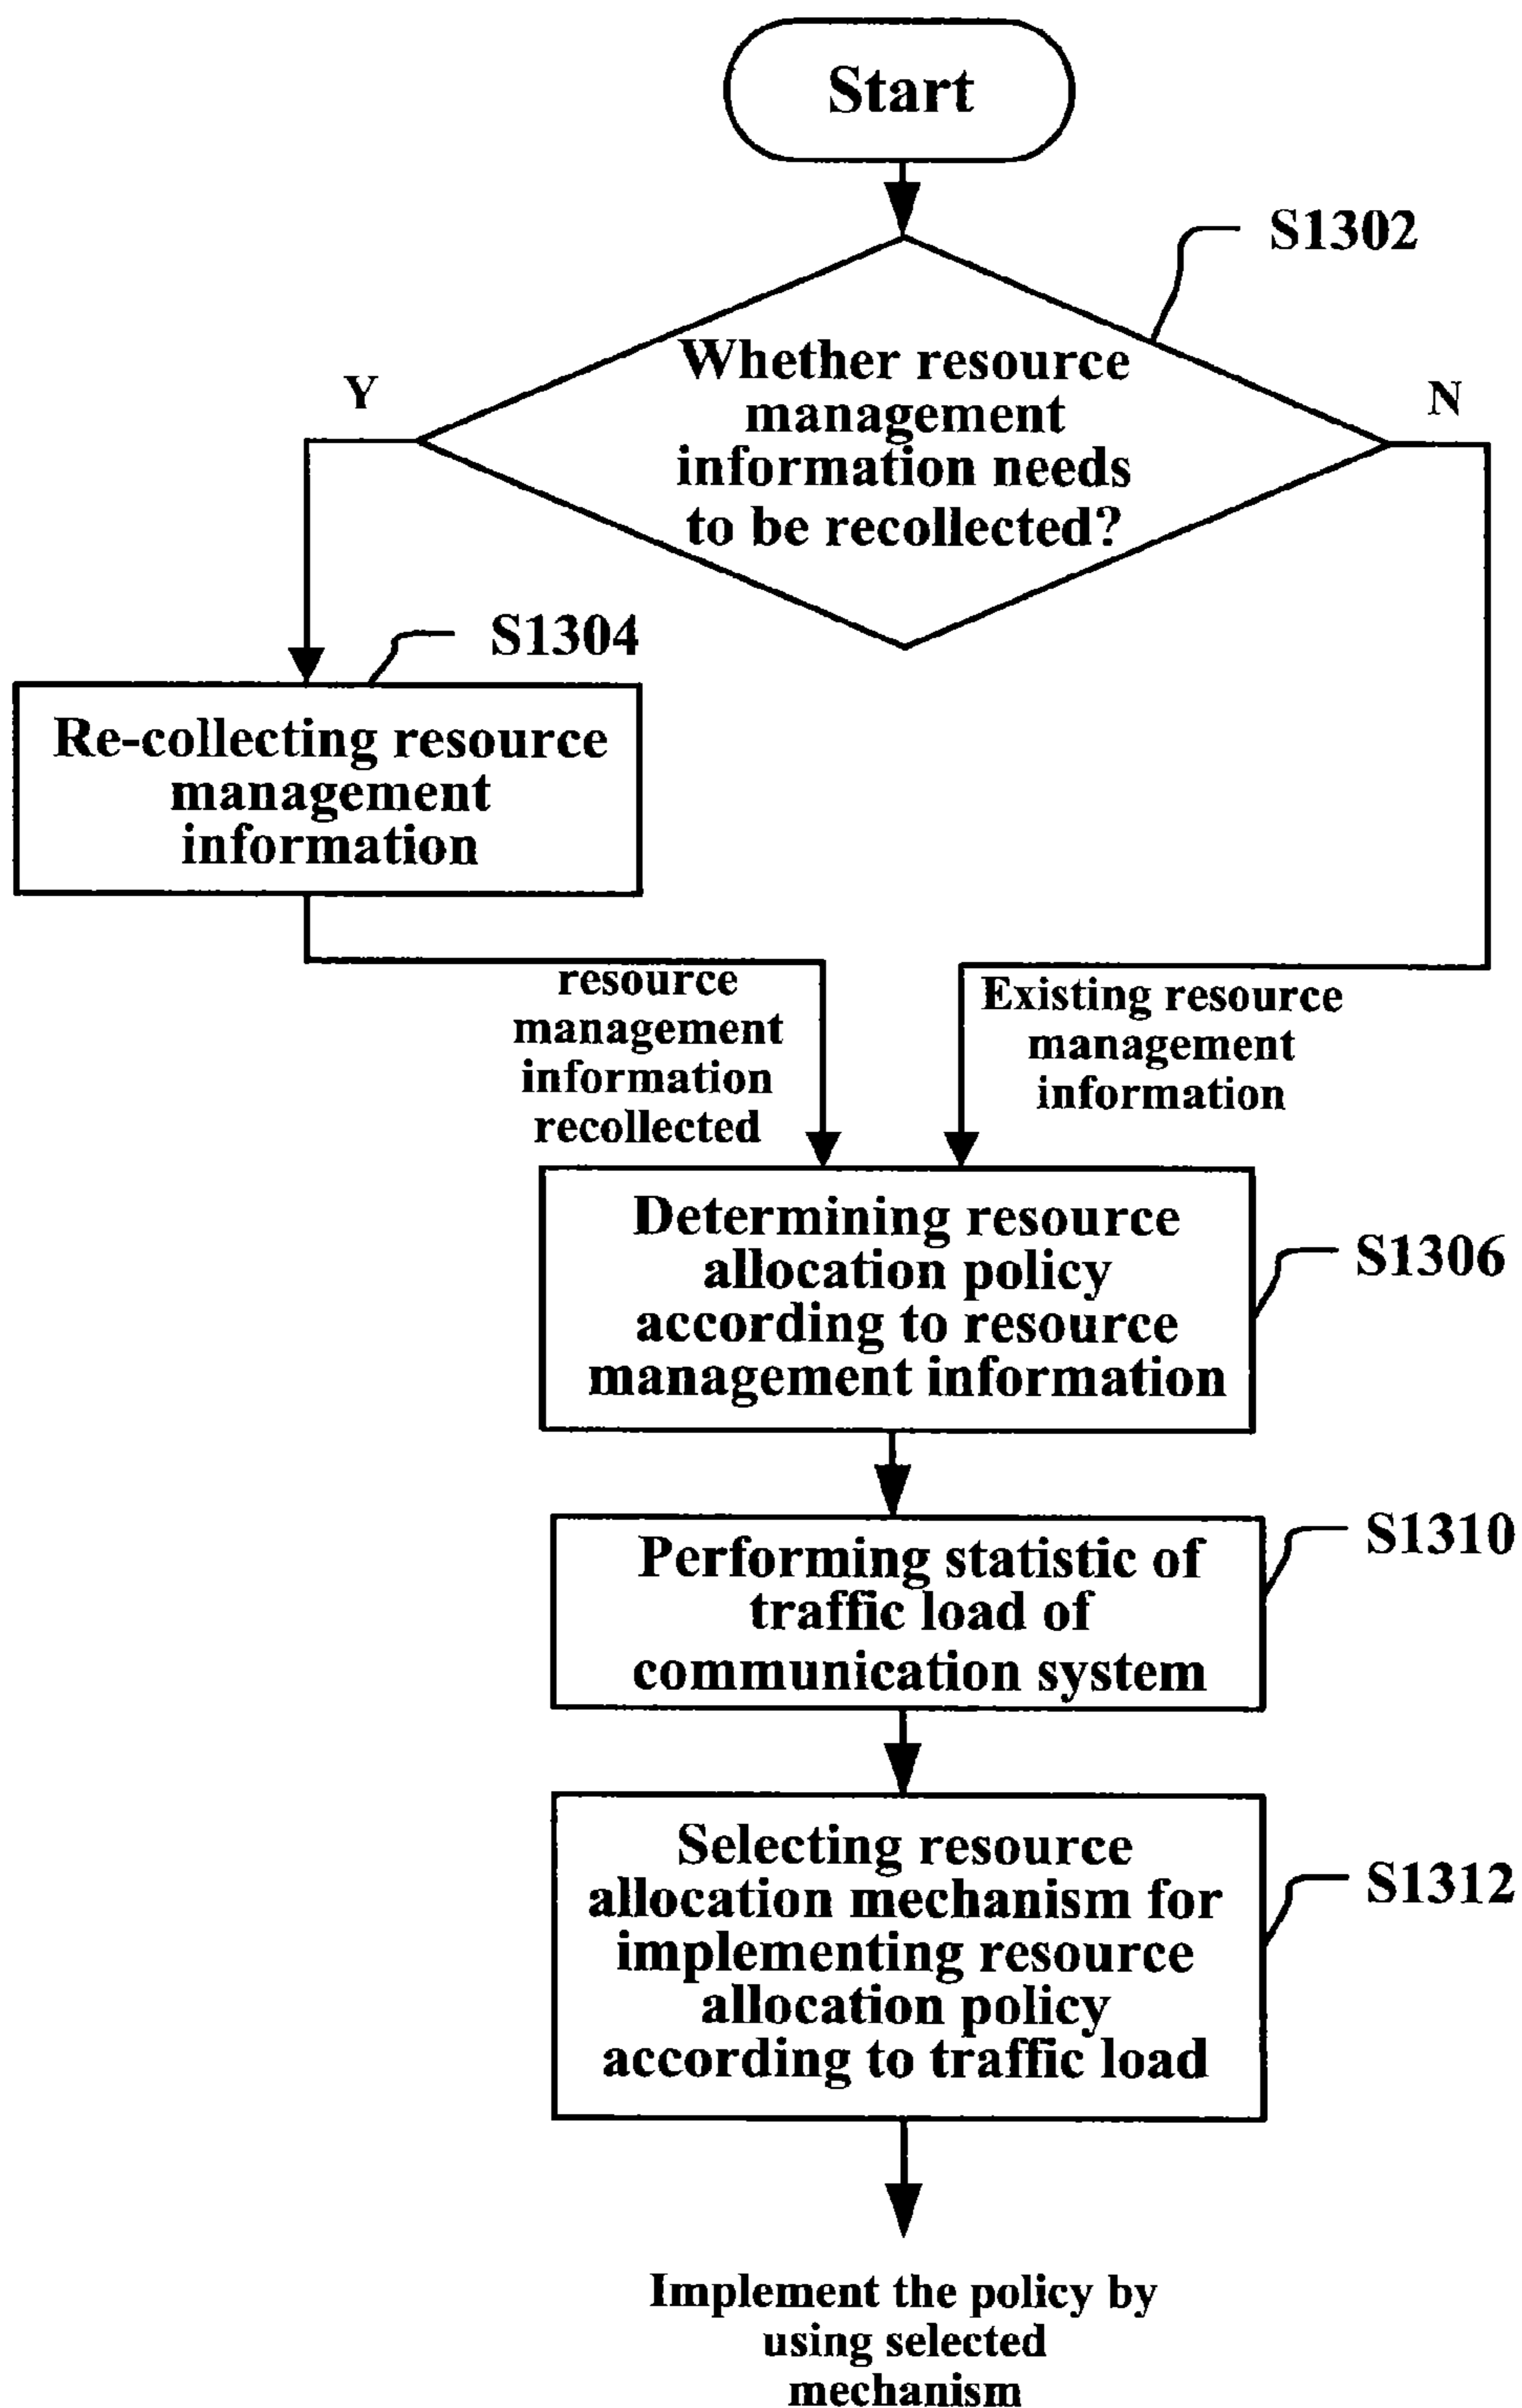 Start
S1302
Whether resource
management
information needs
to be recollected?
Y
N
S1304
Re-collecting resource
management
information
resource
management
information
recollected
Existing resource
management
information
Determining resource
allocation policy
according to resource
management information
S1306
Performing statistic of
traffic load of
communication system
S1310
Selecting resource
allocation mechanism for
implementing resource
allocation policy
according to traffic load
S1312
Implement the policy by
using selected
mechanism